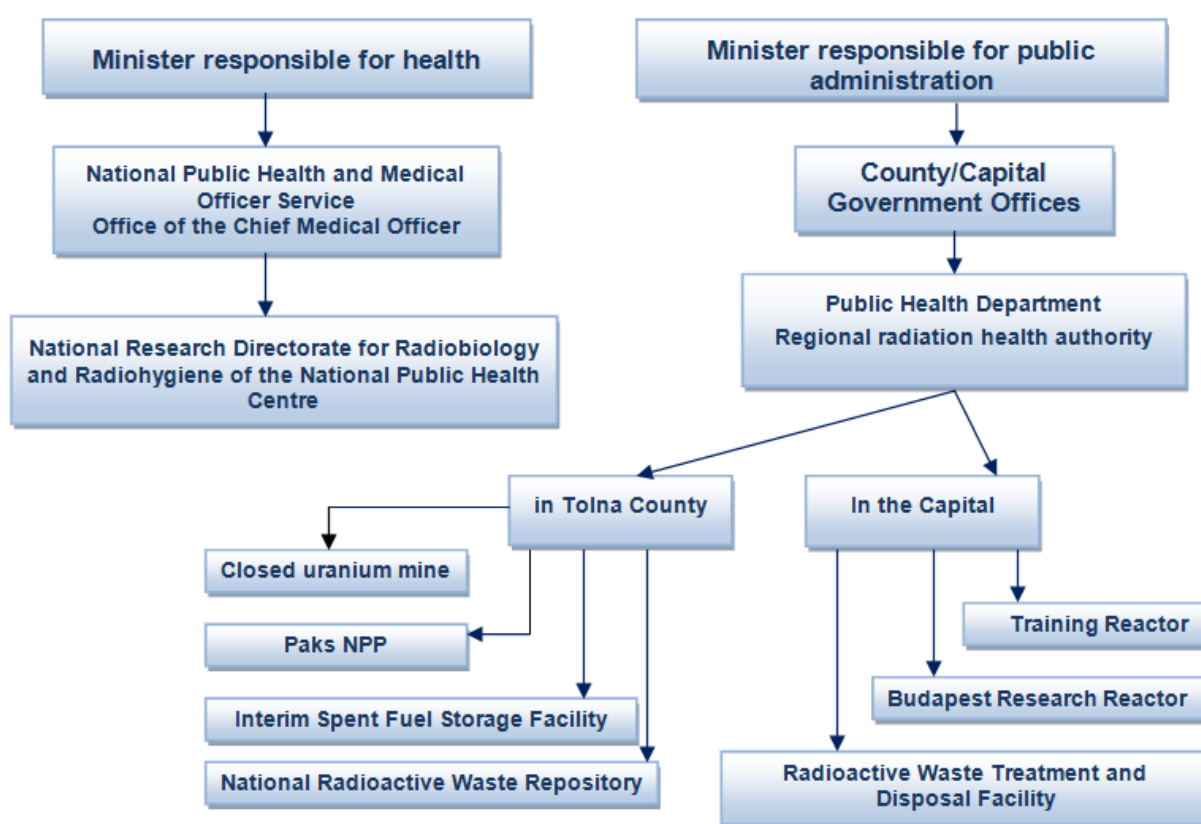 Minister responsible for health
Minister responsible for public
administration
National Public Health and Medical
Officer Service
Office of the Chief Medical Officer
County/Capital
Government Offices
National Research Directorate for Radiobiology
and Radiohygiene of the National Public Health
Centre
Public Health Department
Regional radiation health authority
in Tolna County
In the Capital
Closed uranium mine
Paks NPP
Interim Spent Fuel Storage Facility
National Radioactive Waste Repository
Training Reactor
Budapest Research Reactor
Radioactive Waste Treatment and
Disposal Facility